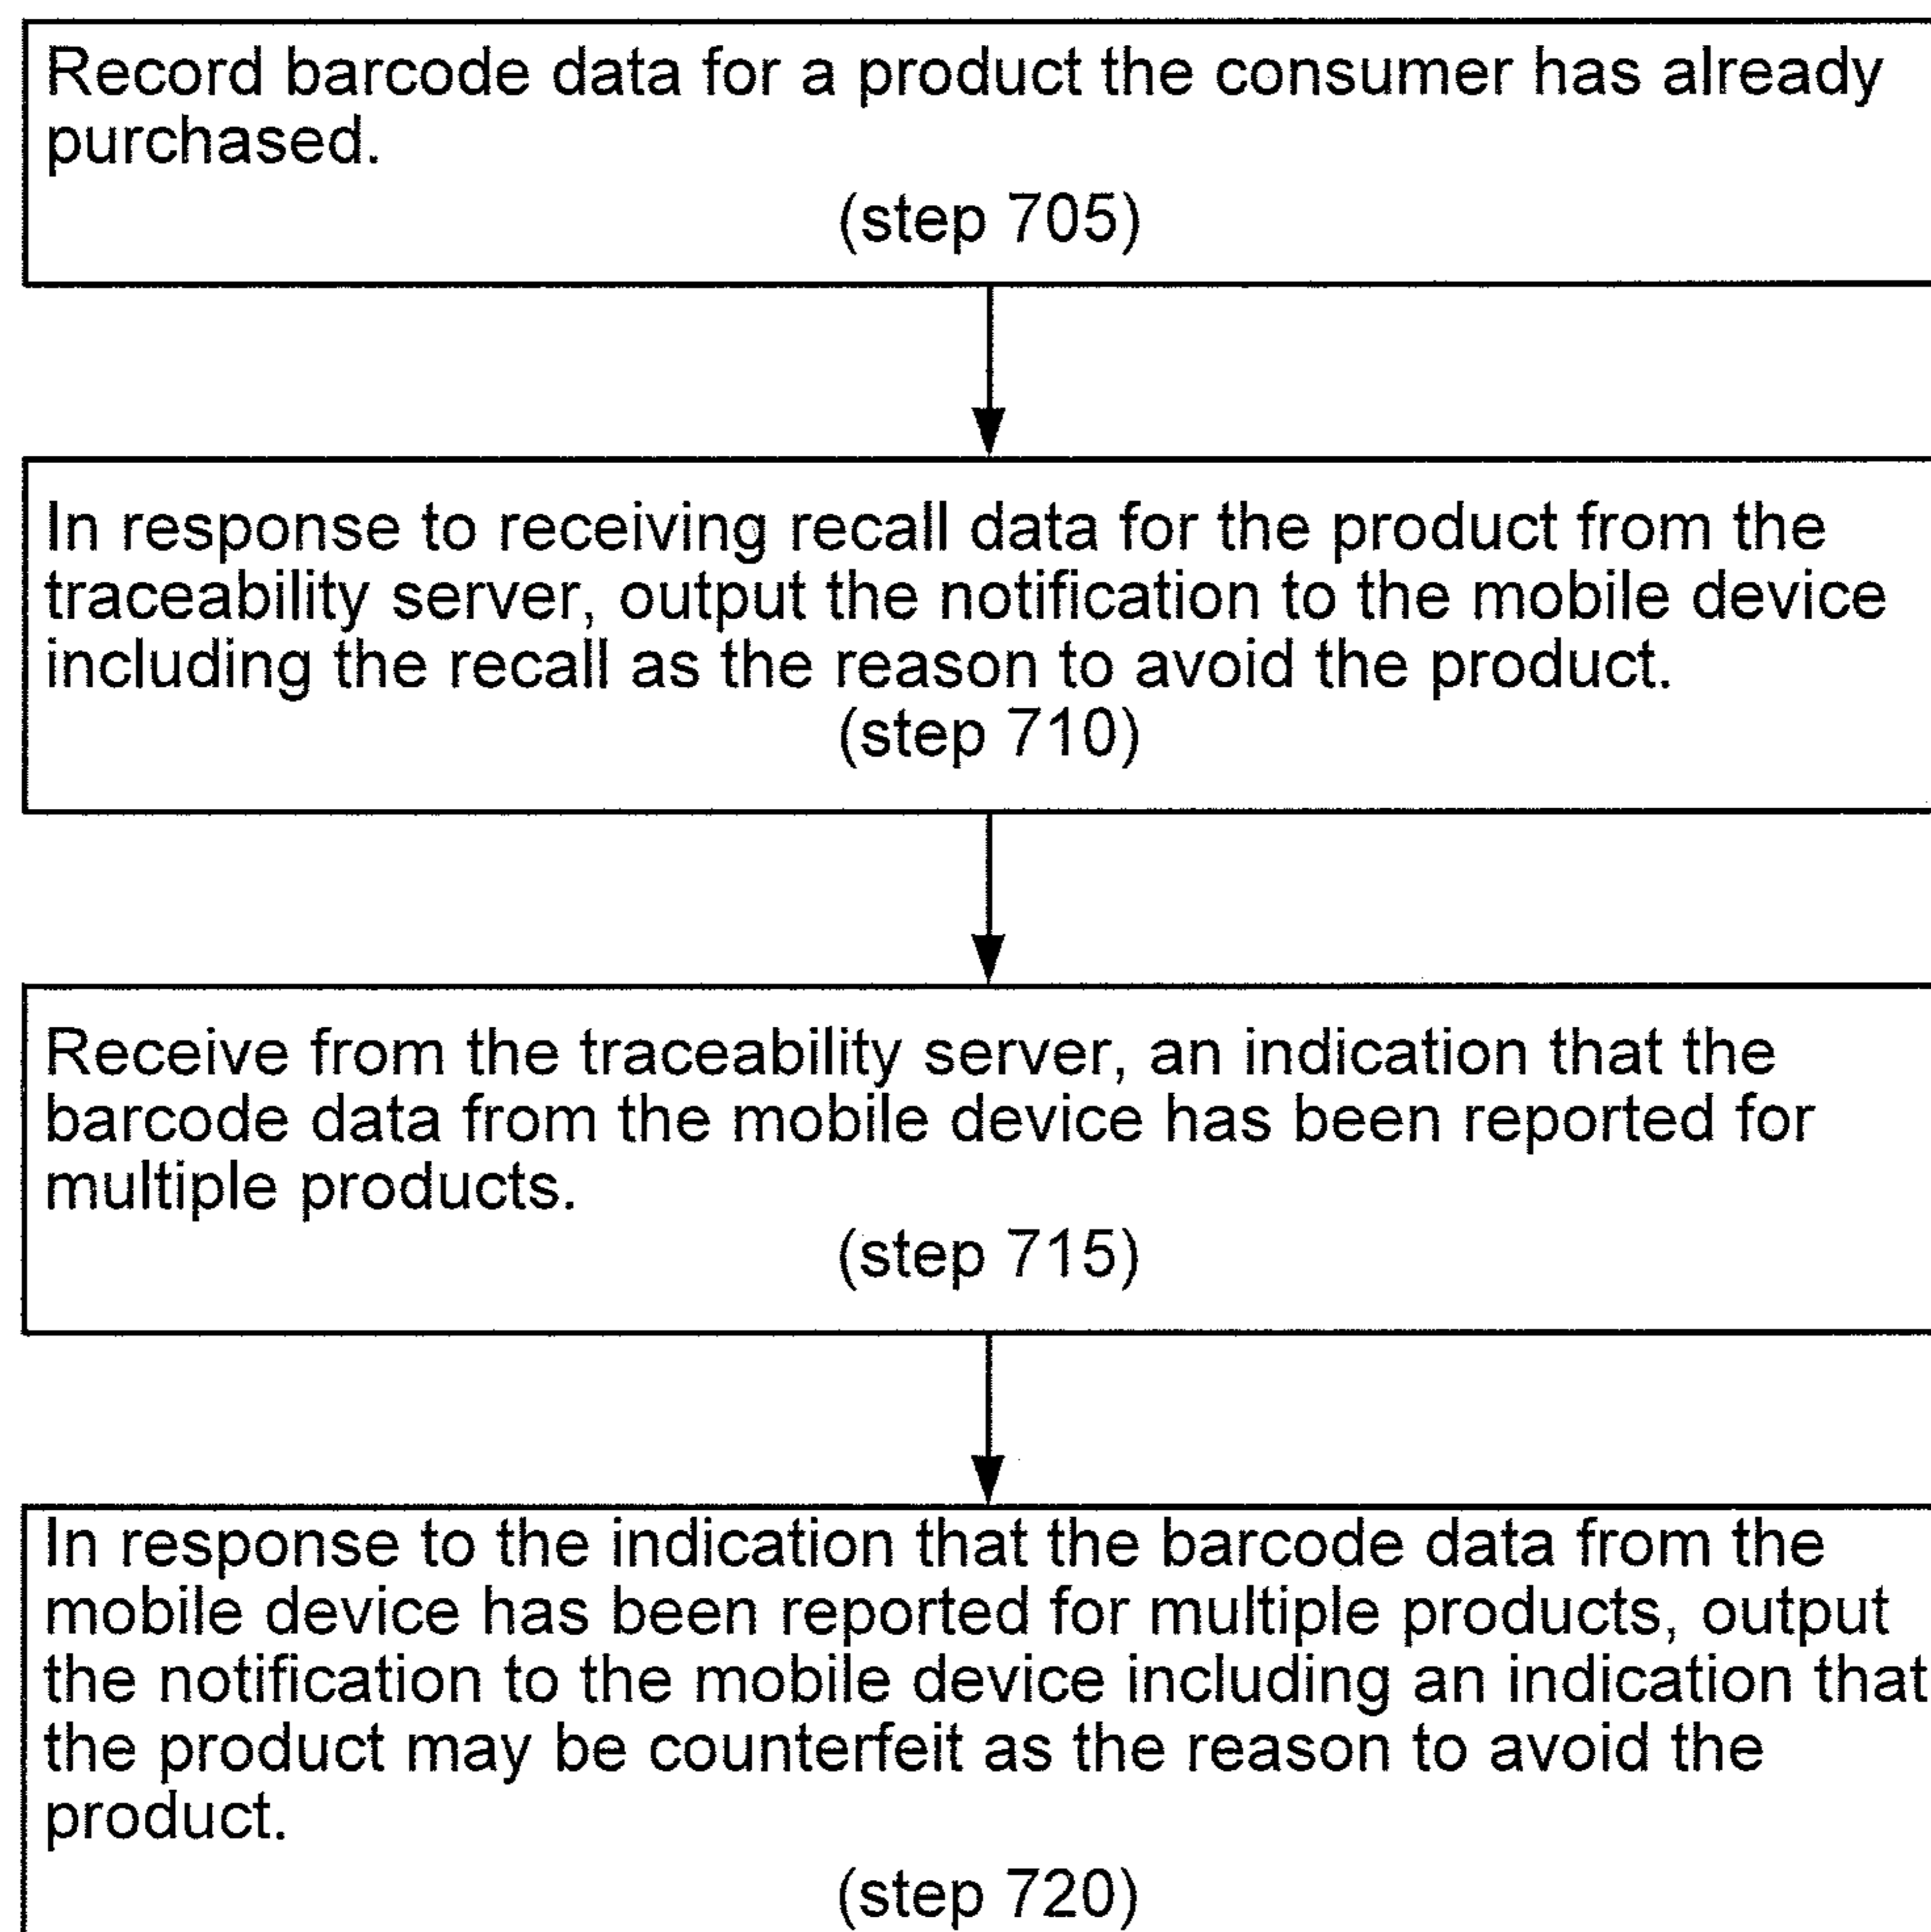 Record barcode data for a product the consumer has already
purchased.
(step 705)
In response to receiving recall data for the product from the
traceability server, output the notification to the mobile device
including the recall as the reason to avoid the product.
(step 710)
Receive from the traceability server, an indication that the
barcode data from the mobile device has been reported for
multiple products.
(step 715)
In response to the indication that the barcode data from the
mobile device has been reported for multiple products, output
the notification to the mobile device including an indication that
the product may be counterfeit as the reason to avoid the
product.
(step 720)